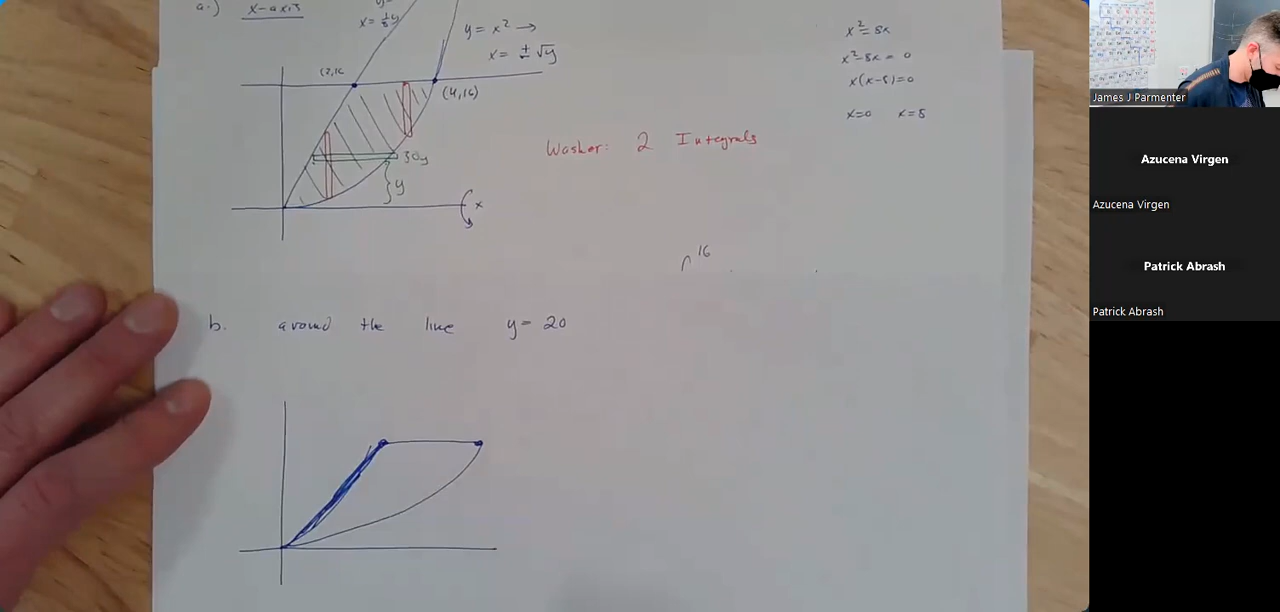 a.) x-axis
x = 1/8 y
y = x² →
x = ± √y
(2,16
(4,16)
} y
x
Washer: 2 Integrals
x² = 8x
x² - 8x = 0
x(x-8)=0
x=0 x=8
∫ 16
b. around the line y = 20
James J Parmenter
Azucena Virgen
Azucena Virgen
Patrick Abrash
Patrick Abrash